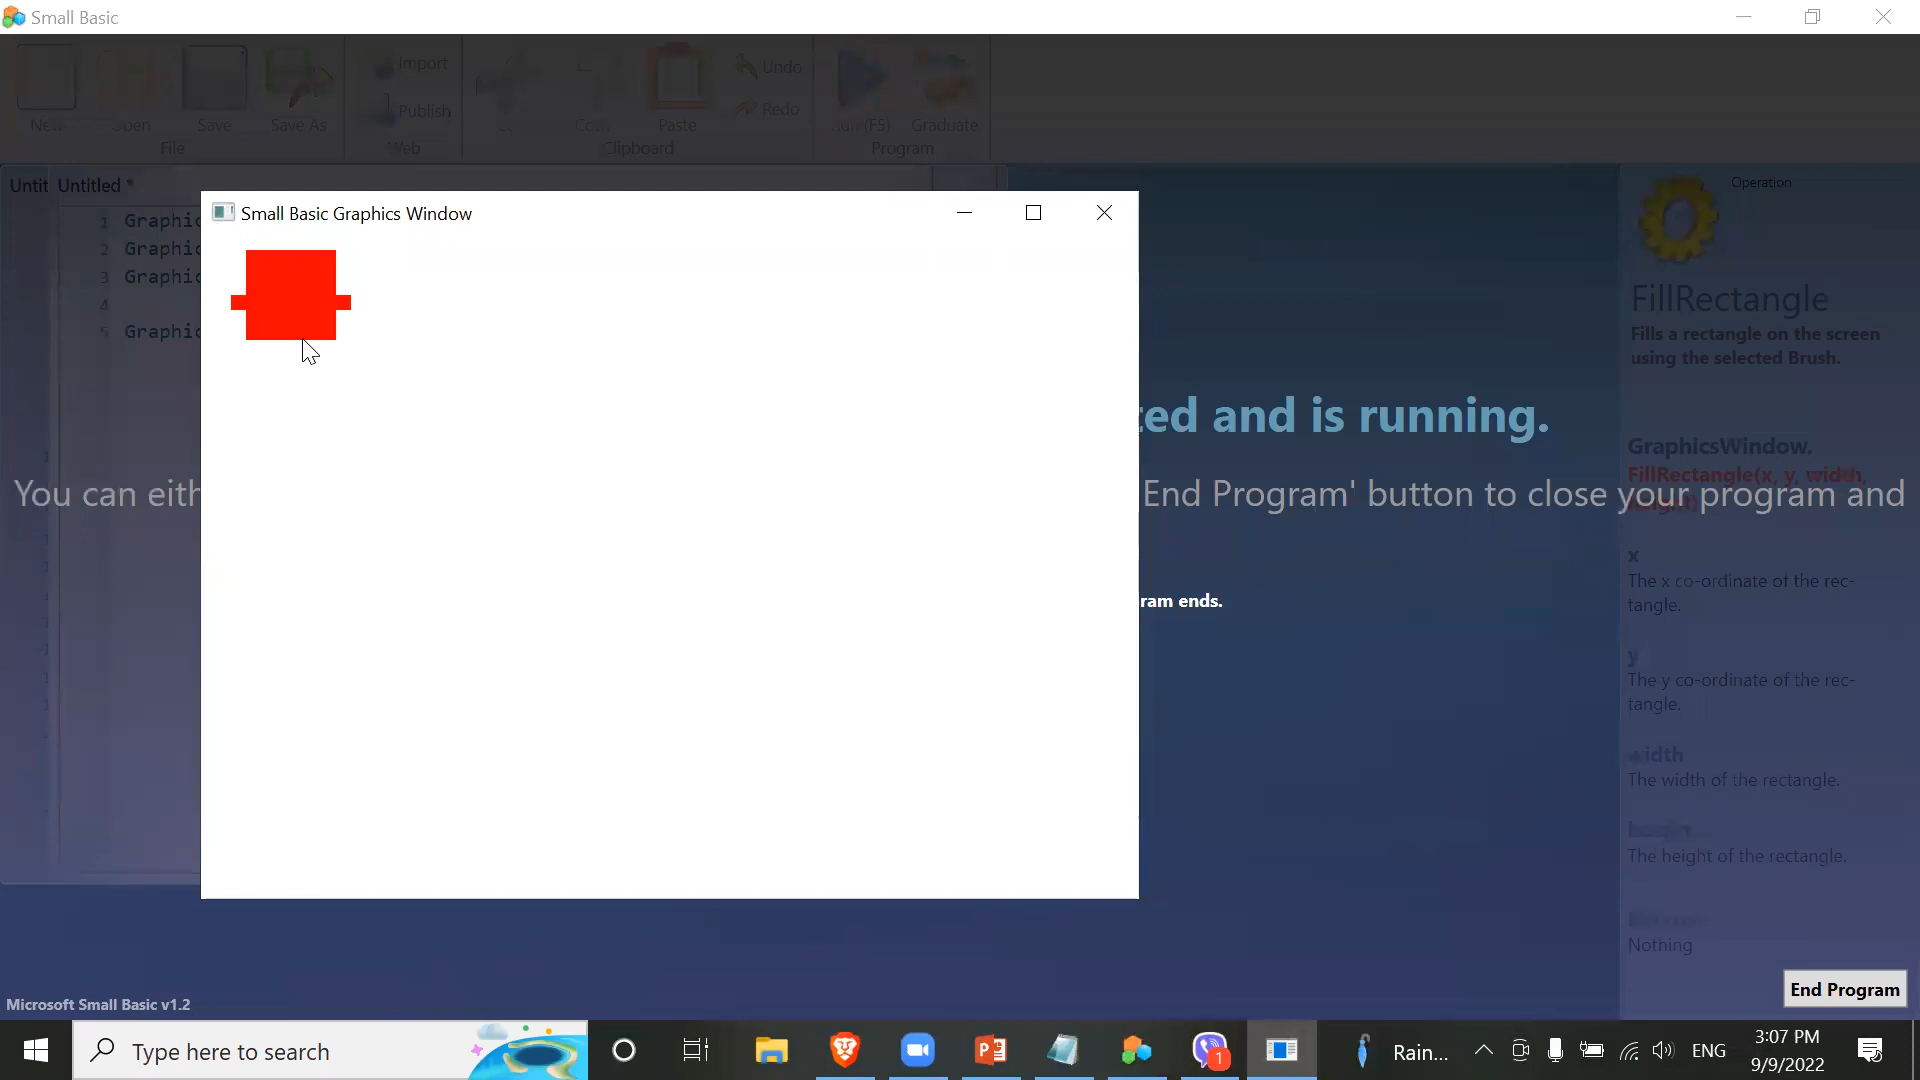 Small Basic
New
Open
Save
Save As
File
Import
Publish
Web
Paste
Clipboard
Undo
Redo
Graduate
Program
Untit
Untitled *
1 Graphic
2 Graphic
3 Graphic
4
5 Graphic
Small Basic Graphics Window
ted and is running.
You can eith
End Program' button to close your program and
ram ends.
Operation
FillRectangle
Fills a rectangle on the screen
using the selected Brush.
GraphicsWindow.
FillRectangle(x, y, width,
x
The x co-ordinate of the rec-
tangle.
y
The y co-ordinate of the rec-
tangle.
width
The width of the rectangle.
The height of the rectangle.
Nothing
End Program
Microsoft Small Basic v1.2
Type here to search
1
Rain...
ENG
3:07 PM
9/9/2022